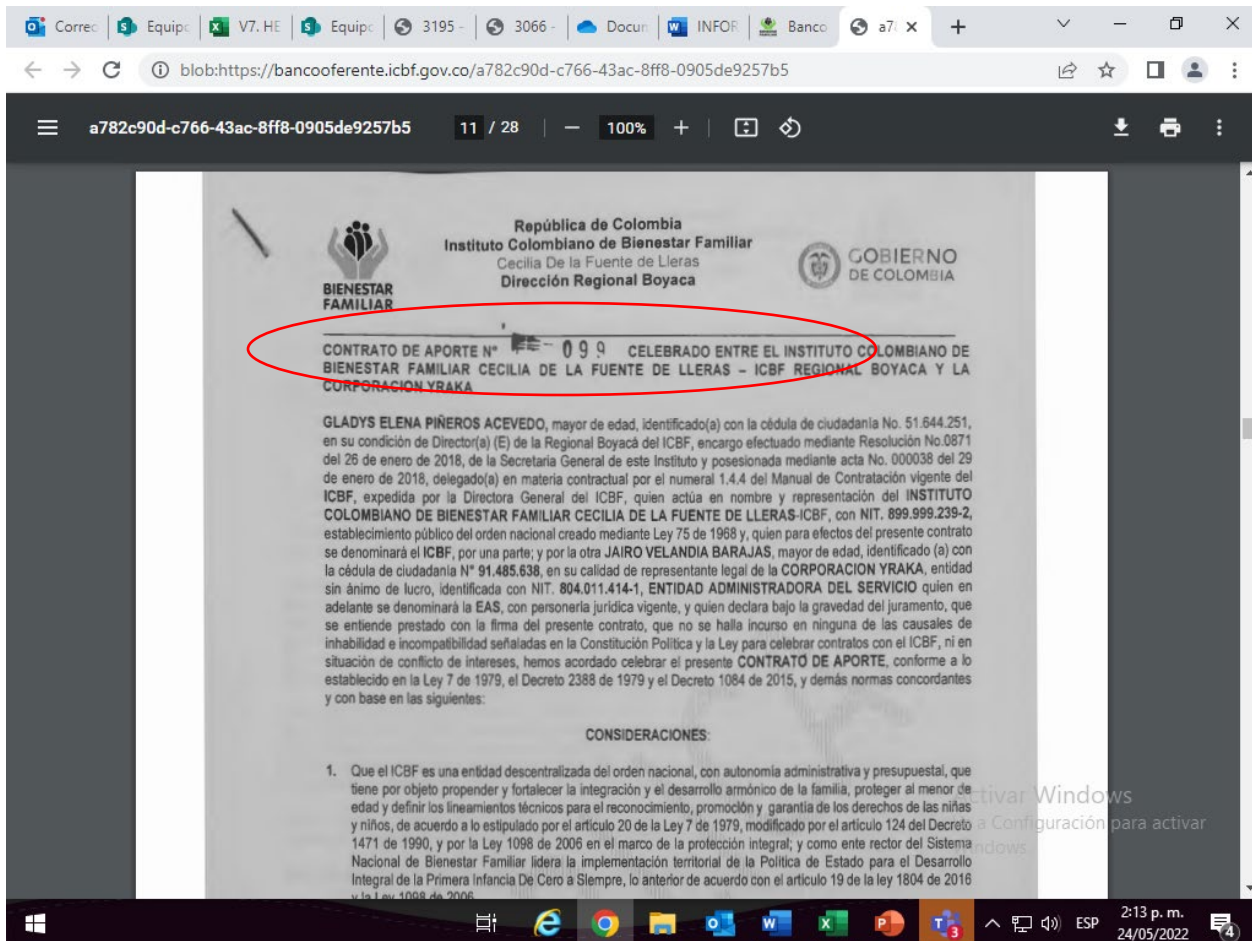 Correc
Equipc
V7. HE
Equipc
3195 -
3066 -
Docun
INFOR
Banco
a7
blob:https://bancooferente.icbf.gov.co/a782c90d-c766-43ac-8ff8-0905de9257b5
a782c90d-c766-43ac-8ff8-0905de9257b5
11 / 28
100%
República de Colombia
Instituto Colombiano de Bienestar Familiar
Cecilia De la Fuente de Lleras
Dirección Regional Boyaca
BIENESTAR
FAMILIAR
GOBIERNO
DE COLOMBIA
CONTRATO DE APORTE N° - 099 CELEBRADO ENTRE EL INSTITUTO COLOMBIANO DE
BIENESTAR FAMILIAR CECILIA DE LA FUENTE DE LLERAS – ICBF REGIONAL BOYACA Y LA
CORPORACION YRAKA
GLADYS ELENA PIÑEROS ACEVEDO, mayor de edad, identificado(a) con la cédula de ciudadanía No. 51.644.251,
en su condición de Director(a) (E) de la Regional Boyacá del ICBF, encargo efectuado mediante Resolución No.0871
del 26 de enero de 2018, de la Secretaria General de este Instituto y posesionada mediante acta No. 000038 del 29
de enero de 2018, delegado(a) en materia contractual por el numeral 1.4.4 del Manual de Contratación vigente del
ICBF, expedida por la Directora General del ICBF, quien actúa en nombre y representación del INSTITUTO
COLOMBIANO DE BIENESTAR FAMILIAR CECILIA DE LA FUENTE DE LLERAS-ICBF, con NIT. 899.999.239-2,
establecimiento público del orden nacional creado mediante Ley 75 de 1968 y, quien para efectos del presente contrato
se denominará el ICBF, por una parte; y por la otra JAIRO VELANDIA BARAJAS, mayor de edad, identificado (a) con
la cédula de ciudadanía N° 91.485.638, en su calidad de representante legal de la CORPORACION YRAKA, entidad
sin ánimo de lucro, identificada con NIT. 804.011.414-1, ENTIDAD ADMINISTRADORA DEL SERVICIO quien en
adelante se denominará la EAS, con personería jurídica vigente, y quien declara bajo la gravedad del juramento, que
se entiende prestado con la firma del presente contrato, que no se halla incurso en ninguna de las causales de
inhabilidad e incompatibilidad señaladas en la Constitución Política y la Ley para celebrar contratos con el ICBF, ni en
situación de conflicto de intereses, hemos acordado celebrar el presente CONTRATO DE APORTE, conforme a lo
establecido en la Ley 7 de 1979, el Decreto 2388 de 1979 y el Decreto 1084 de 2015, y demás normas concordantes
y con base en las siguientes:
CONSIDERACIONES:
1. Que el ICBF es una entidad descentralizada del orden nacional, con autonomía administrativa y presupuestal, que
tiene por objeto propender y fortalecer la integración y el desarrollo armónico de la familia, proteger al menor de
edad y definir los lineamientos técnicos para el reconocimiento, promoción y garantía de los derechos de las niñas
y niños, de acuerdo a lo estipulado por el artículo 20 de la Ley 7 de 1979, modificado por el artículo 124 del Decreto
1471 de 1990, y por la Ley 1098 de 2006 en el marco de la protección integral; y como ente rector del Sistema
Nacional de Bienestar Familiar lidera la implementación territorial de la Política de Estado para el Desarrollo
Integral de la Primera Infancia De Cero a Siempre, lo anterior de acuerdo con el artículo 19 de la ley 1804 de 2016
y la Ley 1098 de 2006
ctivar Windows
a Configuración para activar
ndows.
3
ESP
2:13 p. m.
24/05/2022
4